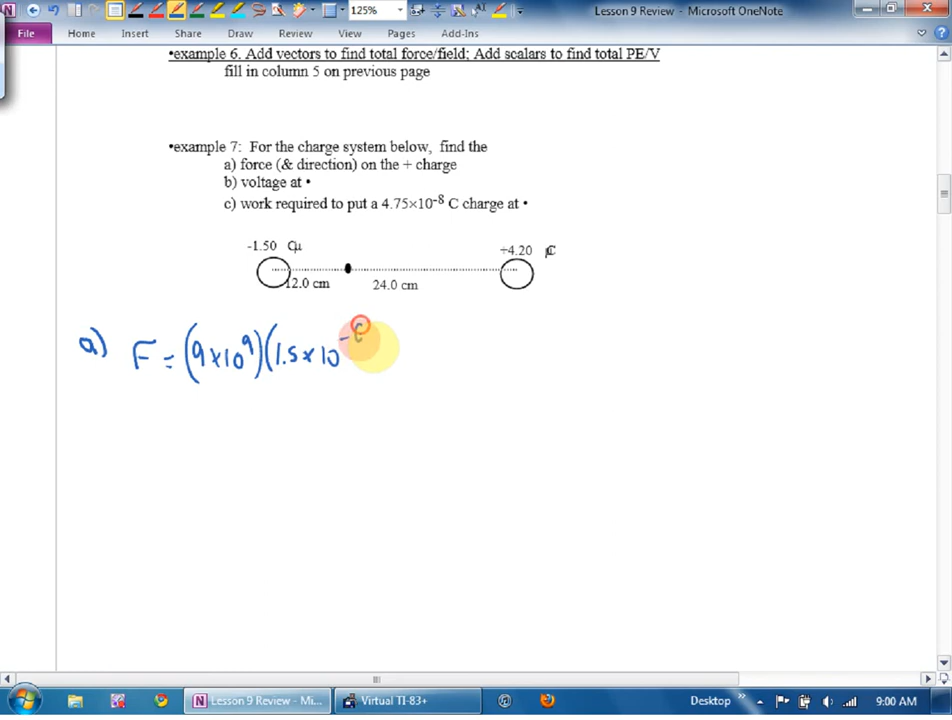 125%
Lesson 9 Review - Microsoft OneNote
File Home Insert Share Draw View Pages Add-Ins
•example 6. Add vectors to find total force/field; Add scalars to find total PE/V
fill in column 5 on previous page
•example 7: For the charge system below, find the
a) force (& direction) on the + charge
b) voltage at •
c) work required to put a 4.75×10⁻⁸ C charge at •
-1.50 Cμ +4.20 μC
12.0 cm 24.0 cm
a) F = (9×10⁹)(1.5×10⁻
Lesson 9 Review - Mi... Virtual TI-83+ Desktop 9:00 AM